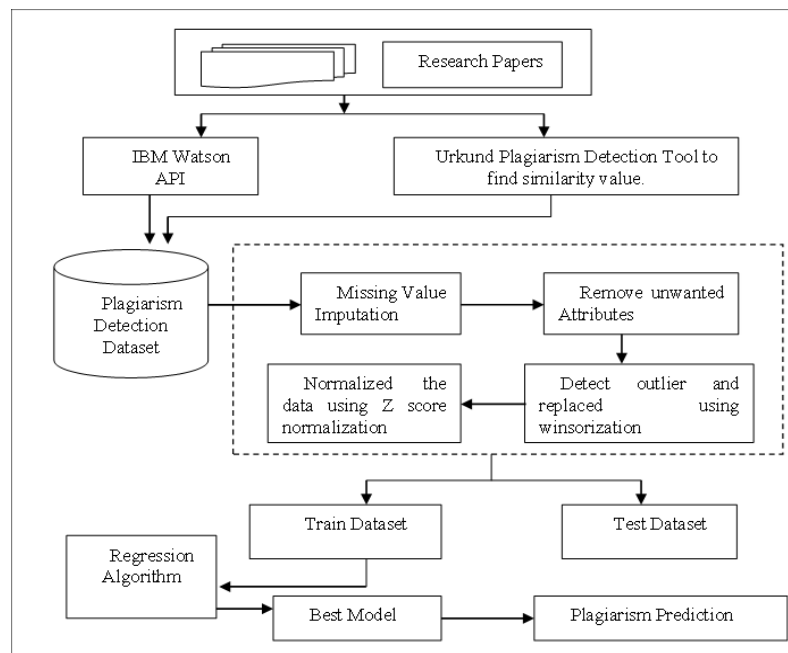 Research Papers
IBM Watson
API
Urkund Plagiarism Detection Tool to
find similarity value.
Plagiarism
Detection
Dataset
Missing Value
Imputation
Remove unwanted
Attributes
Normalized the
data using Z score
normalization
Detect outlier and
replaced using
winsorization
Train Dataset
Test Dataset
Regression
Algorithm
Best Model
Plagiarism Prediction